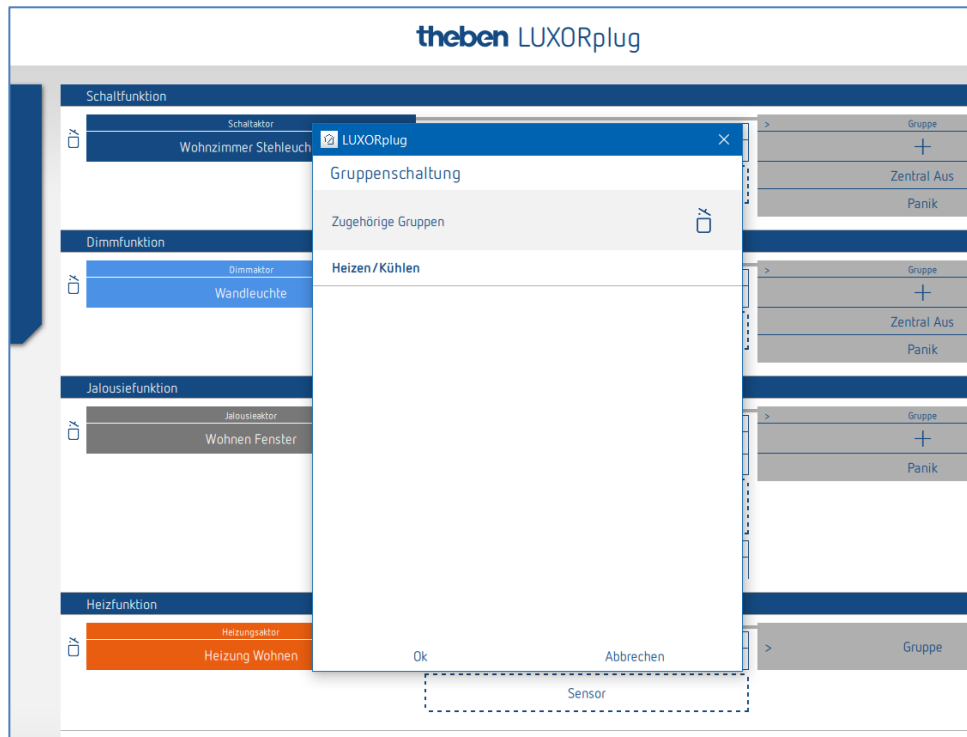 theben LUXORplug
Schaltfunktion
Schaltaktor
Wohnzimmer Stehleuch
> Gruppe
+
Zentral Aus
Panik
LUXORplug
Gruppenschaltung
Zugehörige Gruppen
Heizen/Kühlen
Ok Abbrechen
Dimmfunktion
Dimmaktor
Wandleuchte
> Gruppe
+
Zentral Aus
Panik
Jalousiefunktion
Jalousieaktor
Wohnen Fenster
> Gruppe
+
Panik
Heizfunktion
Heizungsaktor
Heizung Wohnen
> Gruppe
Sensor